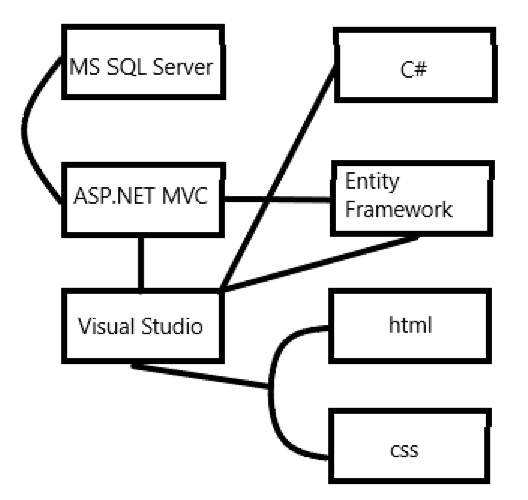 MS SQL Server
C#
ASP.NET MVC
Entity
Framework
Visual Studio
html
css